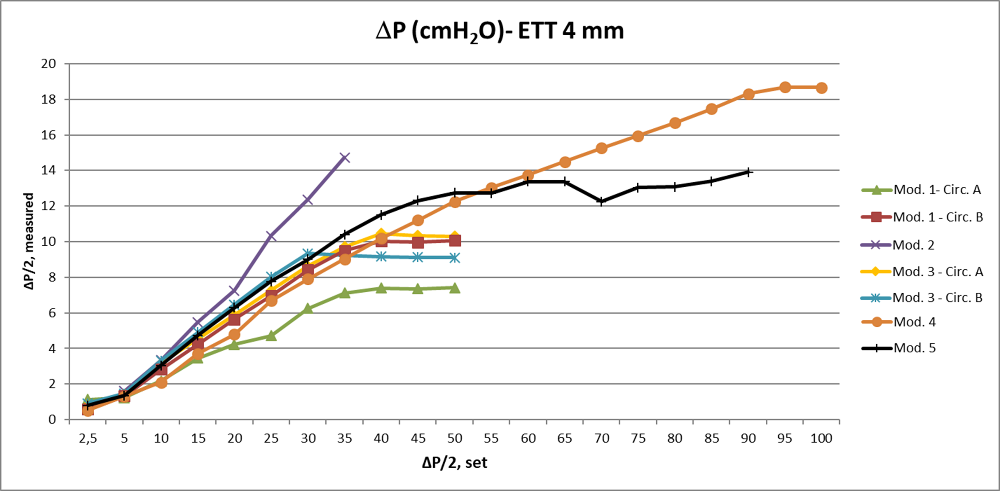 ΔP (cmH₂O)- ETT 4 mm
20
18
16
14
12
10
8
6
4
2
0
ΔP/2, measured
2,5 5 10 15 20 25 30 35 40 45 50 55 60 65 70 75 80 85 90 95 100
ΔP/2, set
Mod. 1- Circ. A
Mod. 1 - Circ. B
Mod. 2
Mod. 3 - Circ. A
Mod. 3 - Circ. B
Mod. 4
Mod. 5